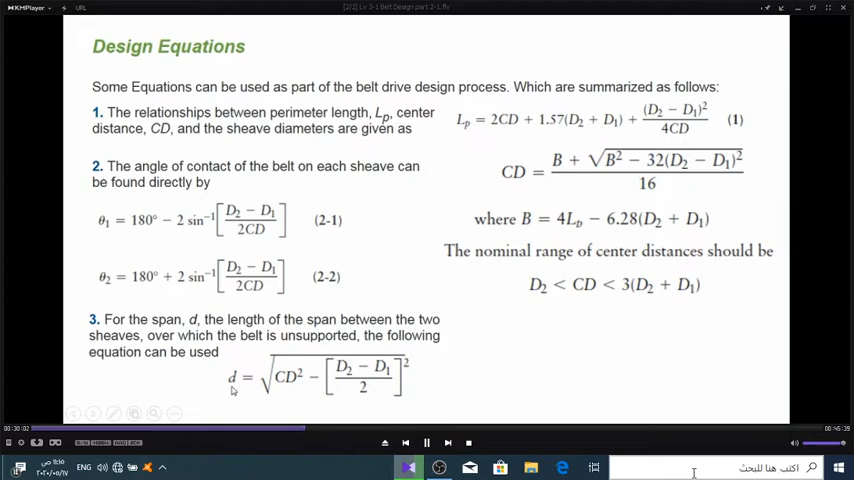 KMPlayer URL [2/2] Lv 3-1 Belt Design part 2-1.flv
Design Equations
Some Equations can be used as part of the belt drive design process. Which are summarized as follows:
1. The relationships between perimeter length, Lp, center
distance, CD, and the sheave diameters are given as
Lp = 2CD + 1.57(D₂ + D₁) + (D₂ − D₁)² / 4CD (1)
CD = B + √(B² − 32(D₂ − D₁)²) / 16
where B = 4Lp − 6.28(D₂ + D₁)
The nominal range of center distances should be
D₂ < CD < 3(D₂ + D₁)
2. The angle of contact of the belt on each sheave can
be found directly by
θ₁ = 180° − 2 sin⁻¹[D₂ − D₁ / 2CD] (2-1)
θ₂ = 180° + 2 sin⁻¹[D₂ − D₁ / 2CD] (2-2)
3. For the span, d, the length of the span between the two
sheaves, over which the belt is unsupported, the following
equation can be used
d = √(CD² − [D₂ − D₁ / 2]²)
00:30:02
00:45:39
ENG
١١:١٥ ص
٢٠٢٠/٠٥/١٧
اكتب هنا للبحث